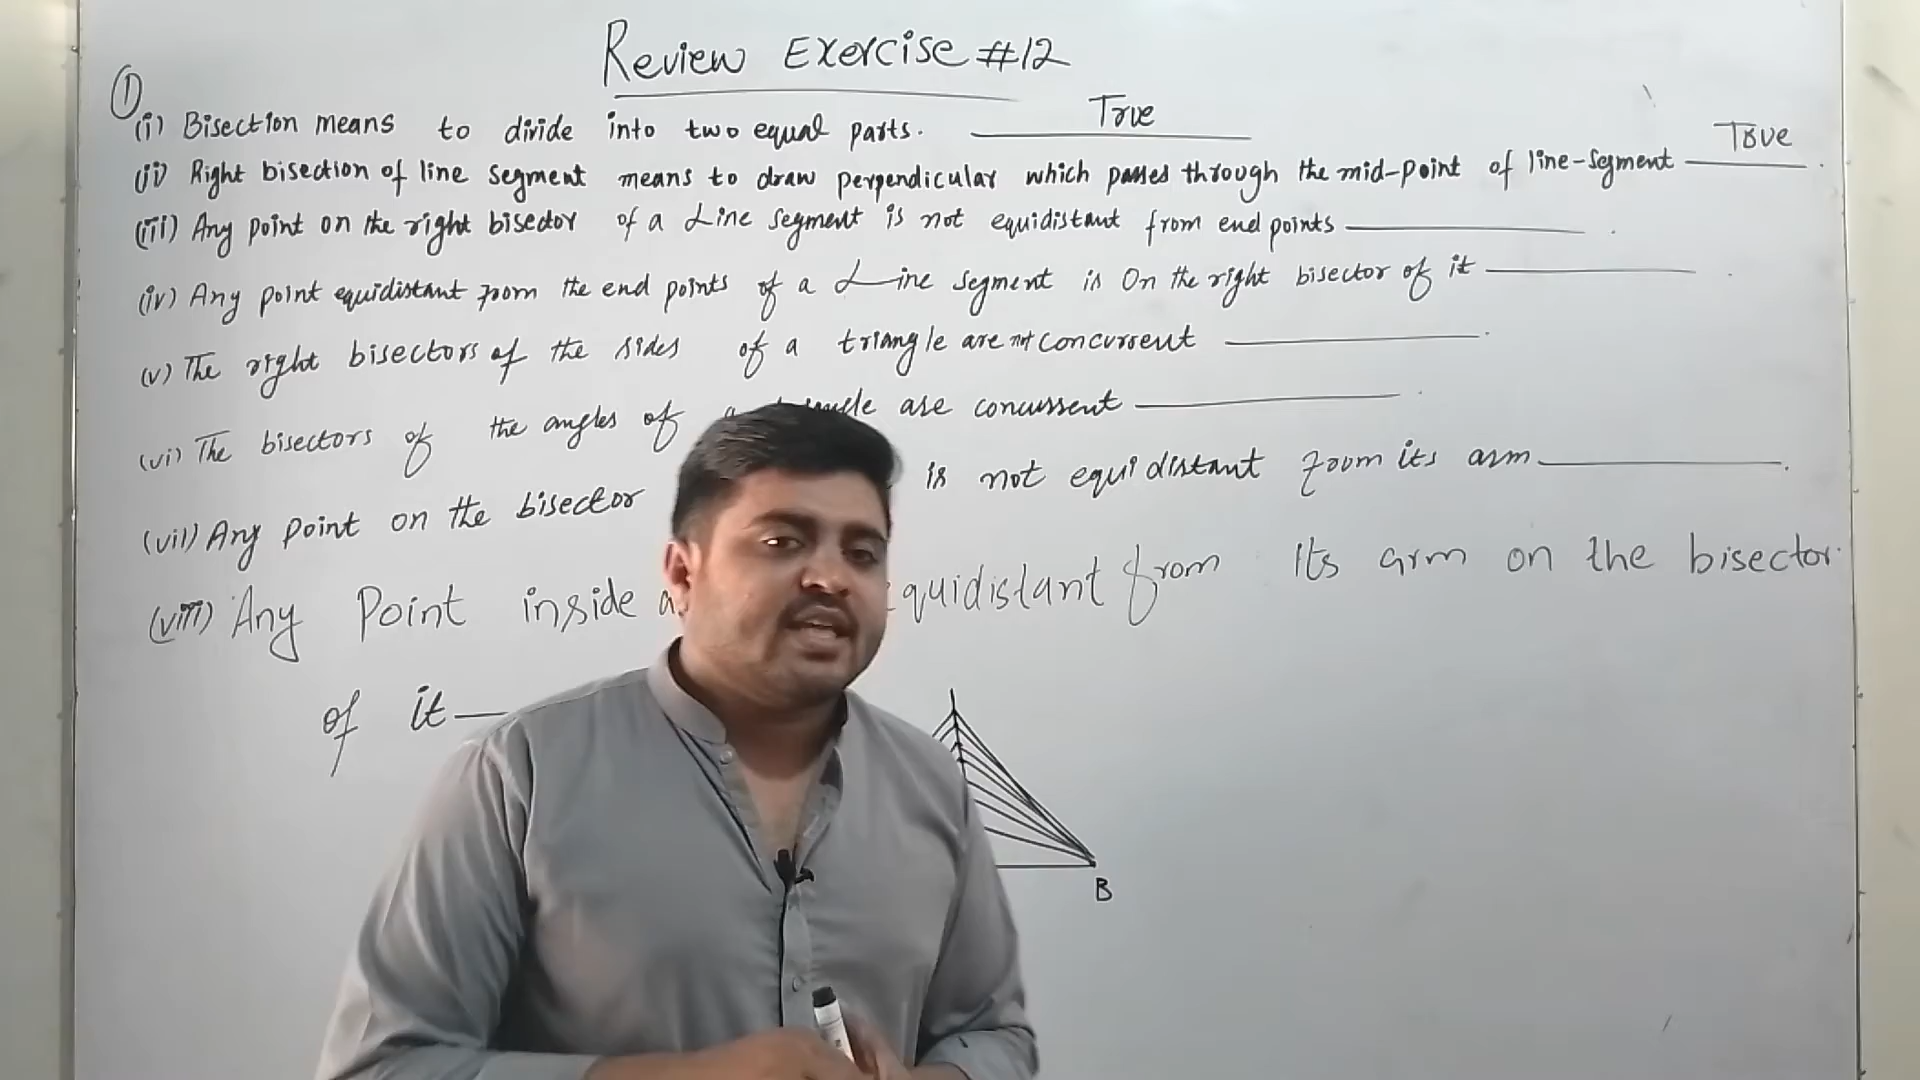 Review Exercise #12
①
(i) Bisection means to divide into two equal parts. True
(ii) Right bisection of line segment means to draw perpendicular which passes through the mid-point of line-segment True.
(iii) Any point on the right bisector of a Line segment is not equidistant from end points .
(iv) Any point equidistant from the end points of a Line segment is On the right bisector of it .
(v) The right bisectors of the sides of a triangle are not concurrent .
(vi) The bisectors of the angles of are concurrent .
(vii) Any point on the bisector is not equidistant from its arm .
(viii) Any Point inside from Its arm on the bisector.
of it
B